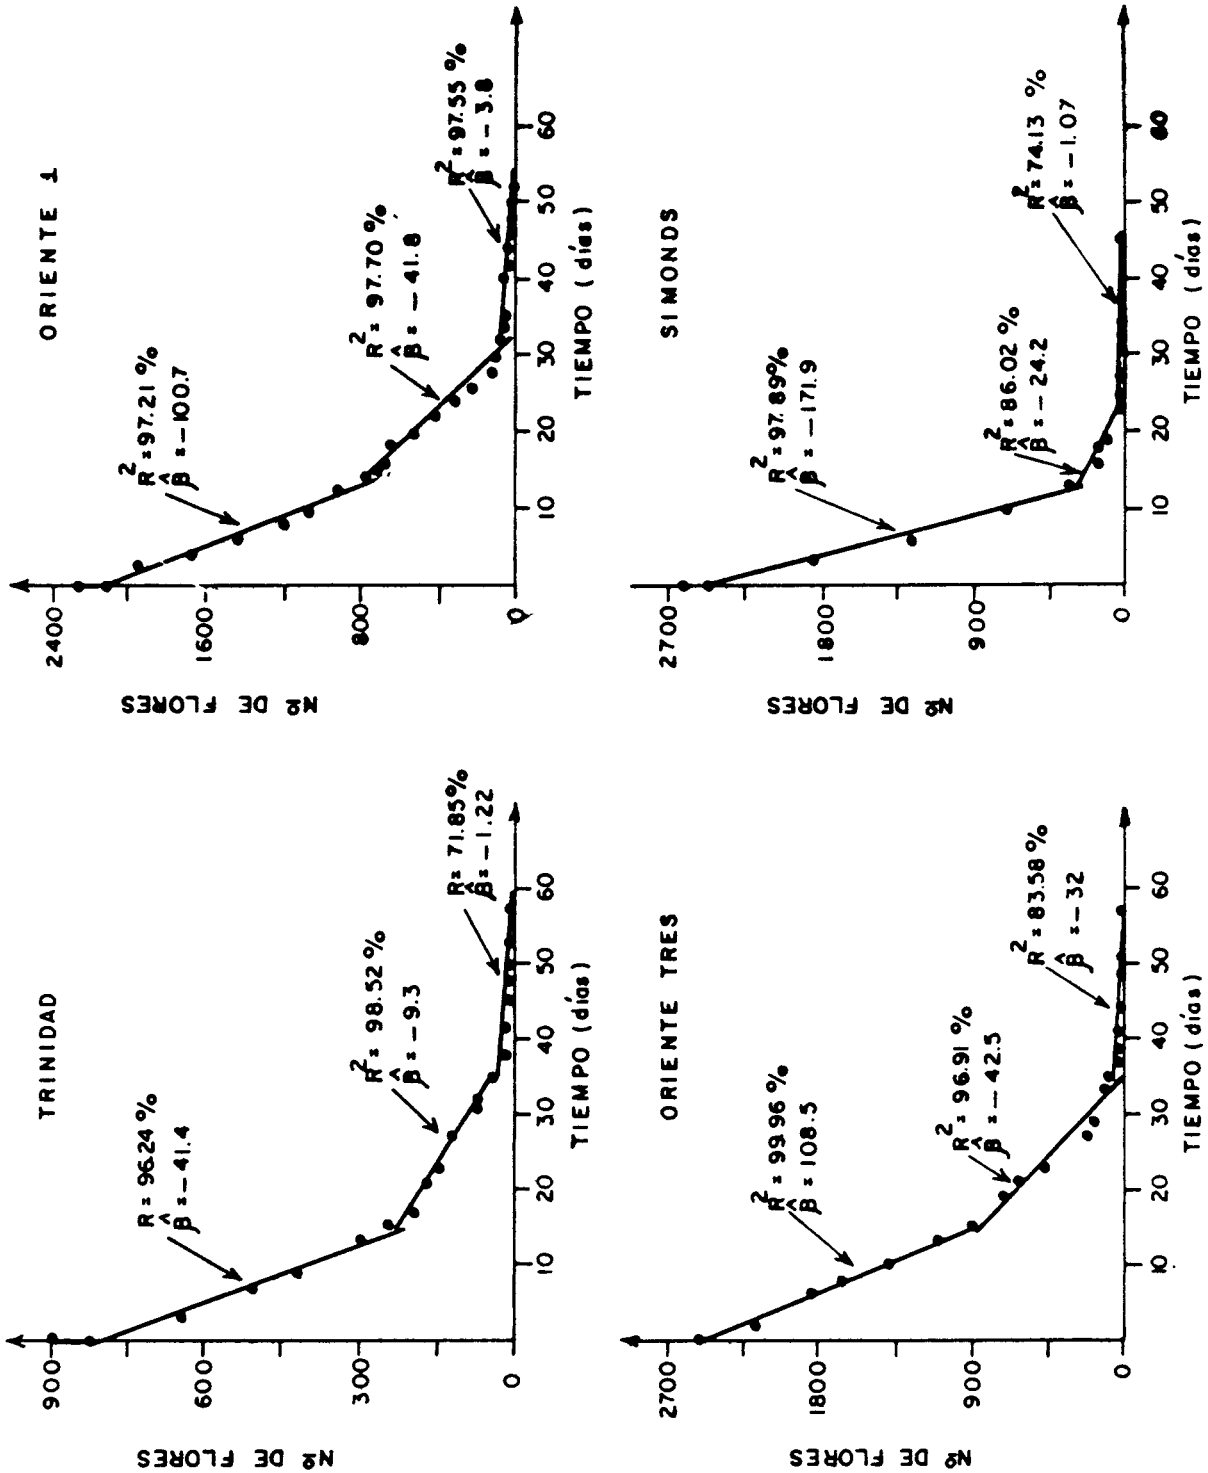 TRINIDAD
Nº DE FLORES
900
600
300
0
10
20
30
40
50
60
TIEMPO (días)
R = 96.24 %
β̂ = -41.4
R² = 98.52 %
β̂ = -9.3
R = 71.85 %
β̂ = -1.22
ORIENTE 1
Nº DE FLORES
2400
1600
800
0
10
20
30
40
50
60
TIEMPO (días)
R² = 97.21 %
β̂ = -100.7
R² = 97.70 %
β̂ = -41.8
R² = 97.55 %
β̂ = -3.8
ORIENTE TRES
Nº DE FLORES
2700
1800
900
0
10
20
30
40
50
60
TIEMPO (días)
R² = 99.96 %
β̂ = 108.5
R² = 96.91 %
β̂ = -42.5
R² = 83.58 %
β̂ = -32
SIMONDS
Nº DE FLORES
2700
1800
900
0
10
20
30
40
50
60
TIEMPO (días)
R² = 97.89%
β̂ = -171.9
R² = 86.02 %
β̂ = -24.2
R² = 74.13 %
β̂ = -1.07